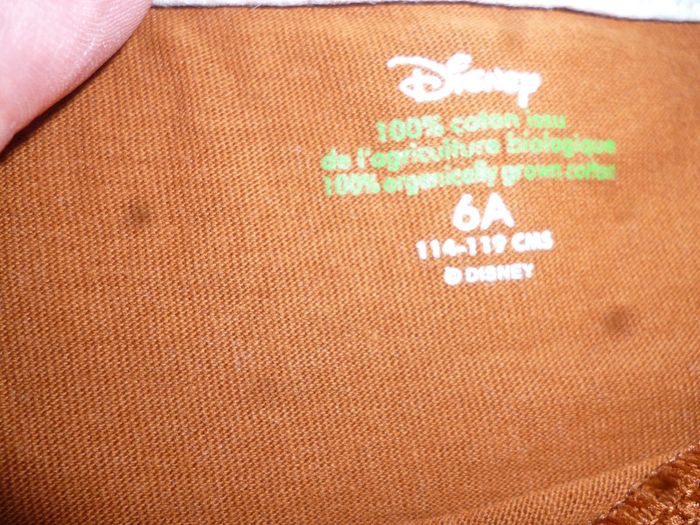 Disney
100% coton issu
de l'agriculture biologique
100% organically grown cotton
6A
114-119 CMS
© DISNEY